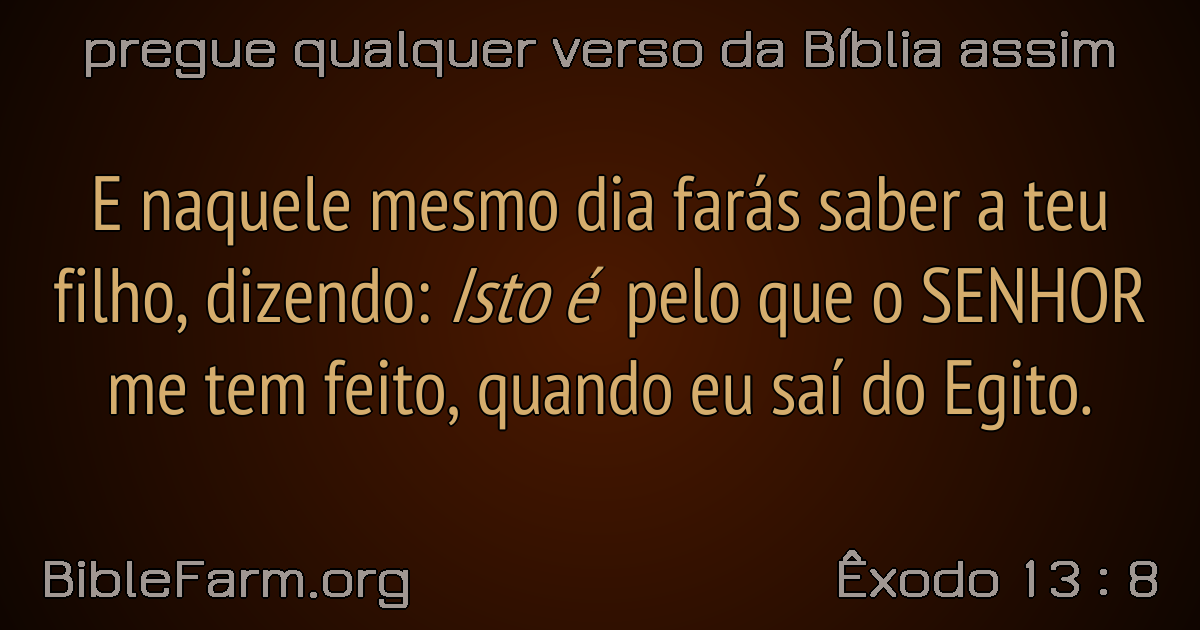 pregue qualquer verso da Bíblia assim
E naquele mesmo dia farás saber a teu
filho, dizendo: Isto é pelo que o SENHOR
me tem feito, quando eu saí do Egito.
BibleFarm.org
Êxodo 13 : 8